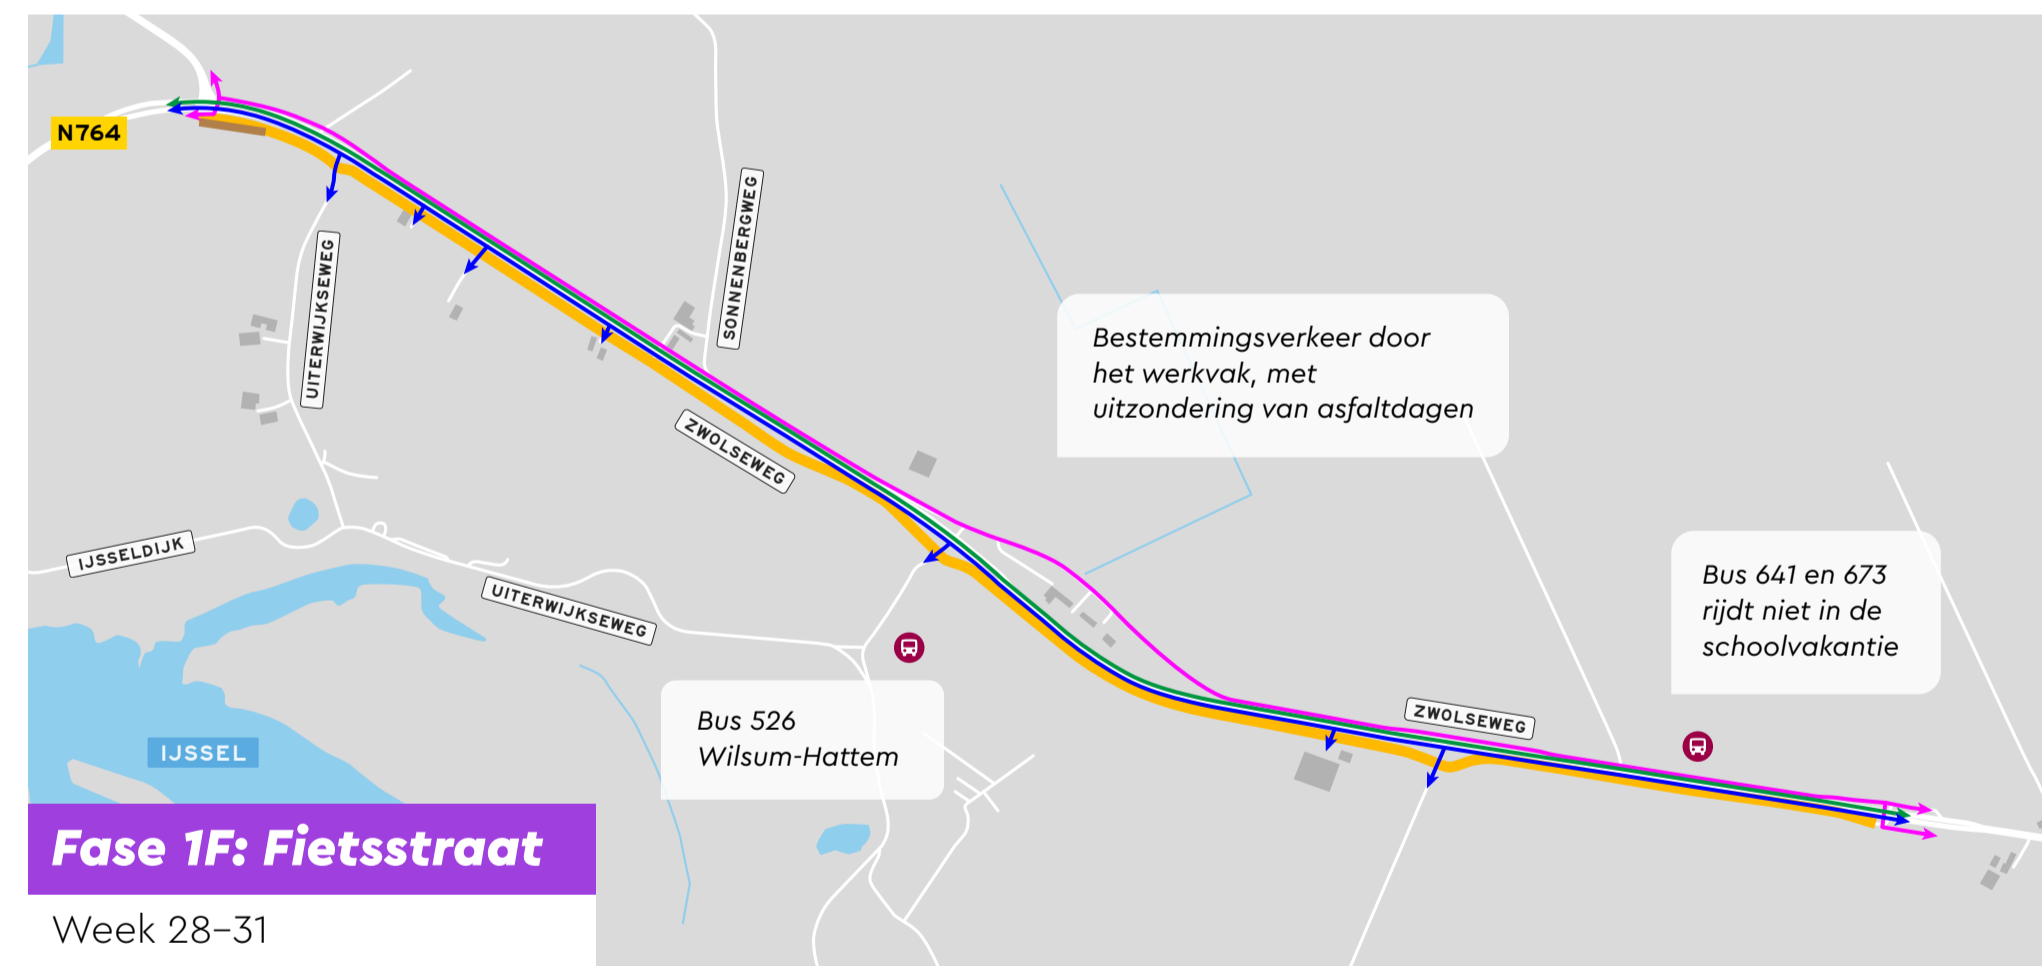 N764
UITERWIJKSEWEG
SONNENBERGWEG
ZWOLSEWEG
Bestemmingsverkeer door
het werkvak, met
uitzondering van asfaltdagen
IJSSELDIJK
UITERWIJKSEWEG
Bus 641 en 673
rijdt niet in de
schoolvakantie
Bus 526
Wilsum-Hattem
ZWOLSEWEG
IJSSEL
Fase 1F: Fietsstraat
Week 28-31